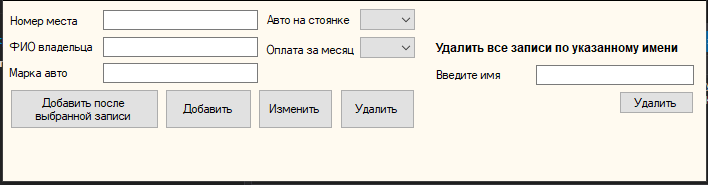 Номер места
Авто на стоянке
ФИО владельца
Оплата за месяц
Марка авто
Добавить после
выбранной записи
Добавить
Изменить
Удалить
Удалить все записи по указанному имени
Введите имя
Удалить